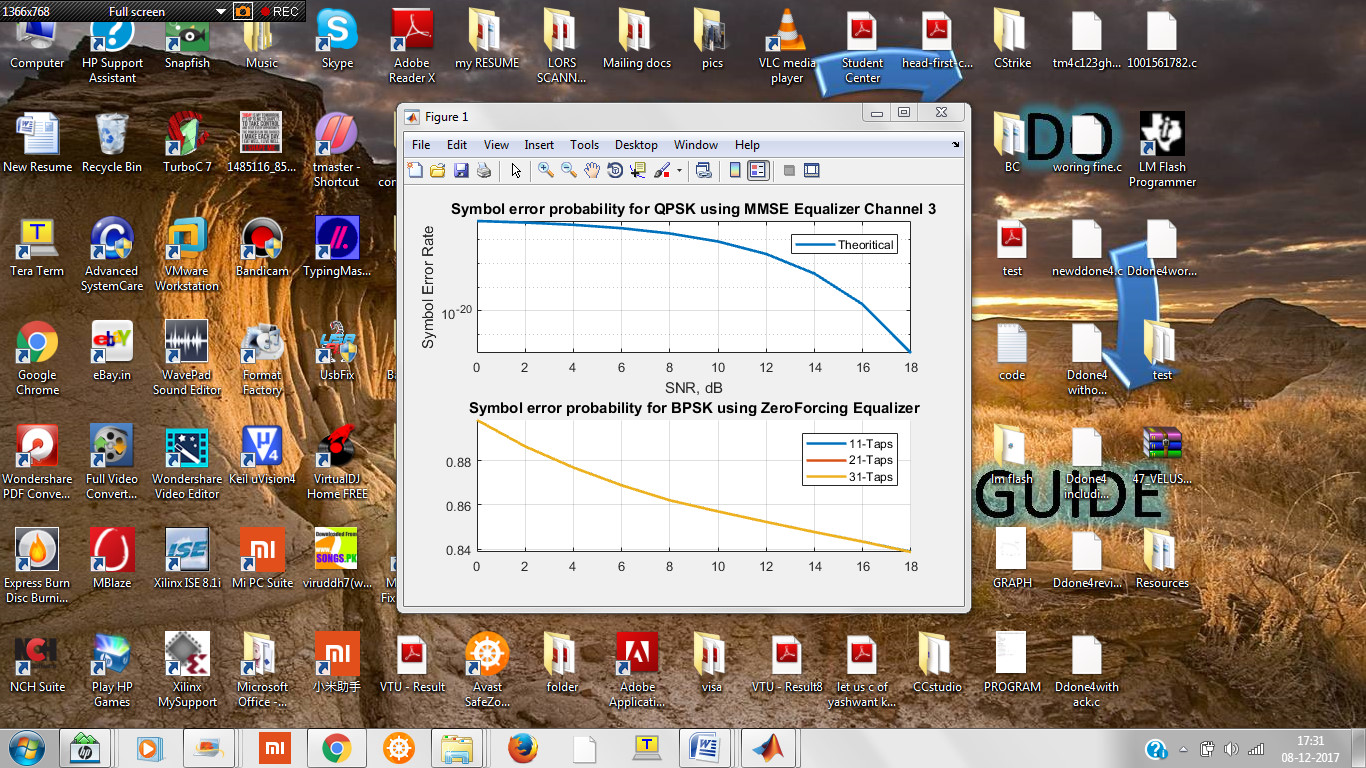 1366x768 Full screen REC
Computer
HP Support
Assistant
Snapfish
Music
Skype
Adobe
Reader X
my RESUME
LORS
SCANN...
Mailing docs
pics
VLC media
player
Student
Center
head-first-c...
CStrike
tm4c123gh...
1001561782.c
New Resume
Recycle Bin
TurboC 7
1485116_85...
tmaster -
Shortcut
BC
DO
woring fine.c
LM Flash
Programmer
Tera Term
Advanced
SystemCare
VMware
Workstation
Bandicam
TypingMas...
test
newddone4.c
Ddone4wor...
Google
Chrome
eBay.in
WavePad
Sound Editor
Format
Factory
UsbFix
code
Ddone4
witho...
test
Wondershare
PDF Conve...
Full Video
Convert...
Wondershare
Video Editor
Keil uVision4
VirtualDJ
Home FREE
lm flash
Ddone4
includi...
47_VELUS...
GUIDE
Express Burn
Disc Burni...
MBlaze
Xilinx ISE 8.1i
Mi PC Suite
viruddh7(w...
GRAPH
Ddone4revi...
Resources
NCH Suite
Play HP
Games
Xilinx
MySupport
Microsoft
Office -...
小米助手
VTU - Result
Avast
SafeZo...
folder
Adobe
Applicati...
visa
VTU - Result8
let us c of
yashwant k...
CCstudio
PROGRAM
Ddone4with
ack.c
Figure 1
File Edit View Insert Tools Desktop Window Help
Symbol error probability for QPSK using MMSE Equalizer Channel 3
Symbol Error Rate
Theoritical
10^-20
0 2 4 6 8 10 12 14 16 18
SNR, dB
Symbol error probability for BPSK using ZeroForcing Equalizer
11-Taps
21-Taps
31-Taps
0.88
0.86
0.84
0 2 4 6 8 10 12 14 16 18
17:31
08-12-2017